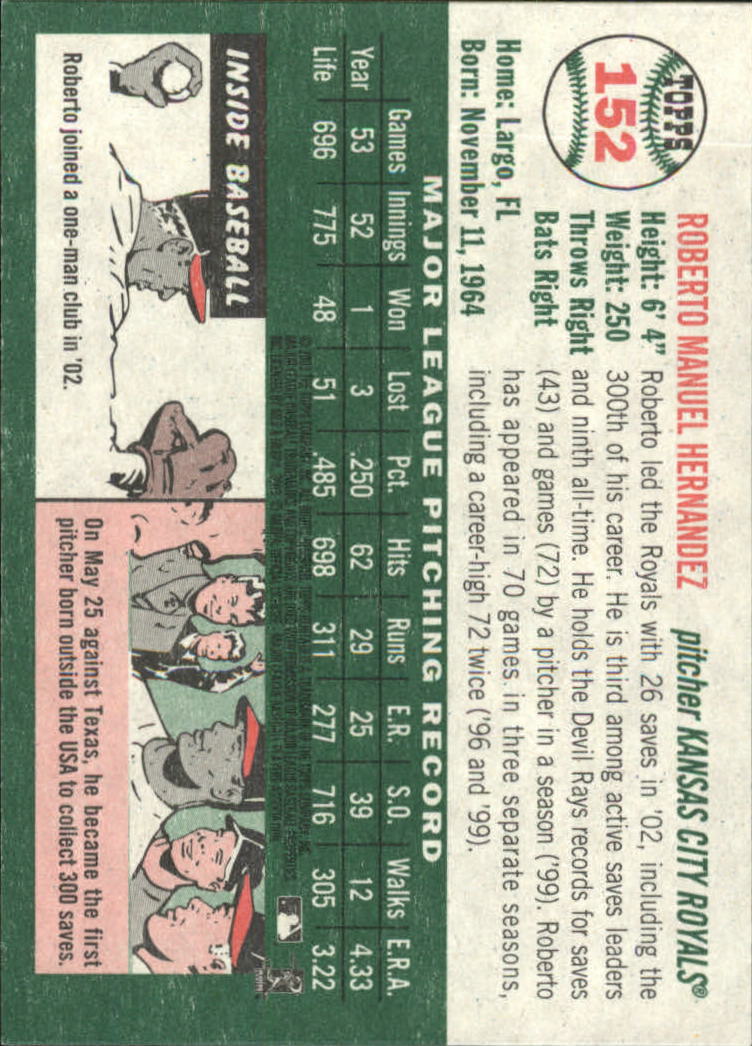 TOPPS
152
ROBERTO MANUEL HERNANDEZ pitcher KANSAS CITY ROYALS®
Height: 6' 4"
Weight: 250
Throws Right
Bats Right
Home: Largo, FL
Born: November 11, 1964
Roberto led the Royals with 26 saves in '02, including the
300th of his career. He is third among active saves leaders
and ninth all-time. He holds the Devil Rays records for saves
(43) and games (72) by a pitcher in a season ('99). Roberto
has appeared in 70 games in three separate seasons,
including a career-high 72 twice ('96 and '99).
MAJOR LEAGUE PITCHING RECORD
Games Innings Won Lost Pct. Hits Runs E.R. S.O. Walks E.R.A.
Year 53 52 1 3 .250 62 29 25 39 12 4.33
Life 696 775 48 51 .485 698 311 277 716 305 3.22
INSIDE BASEBALL
Roberto joined a one-man club in '02.
On May 25 against Texas, he became the first
pitcher born outside the USA to collect 300 saves.